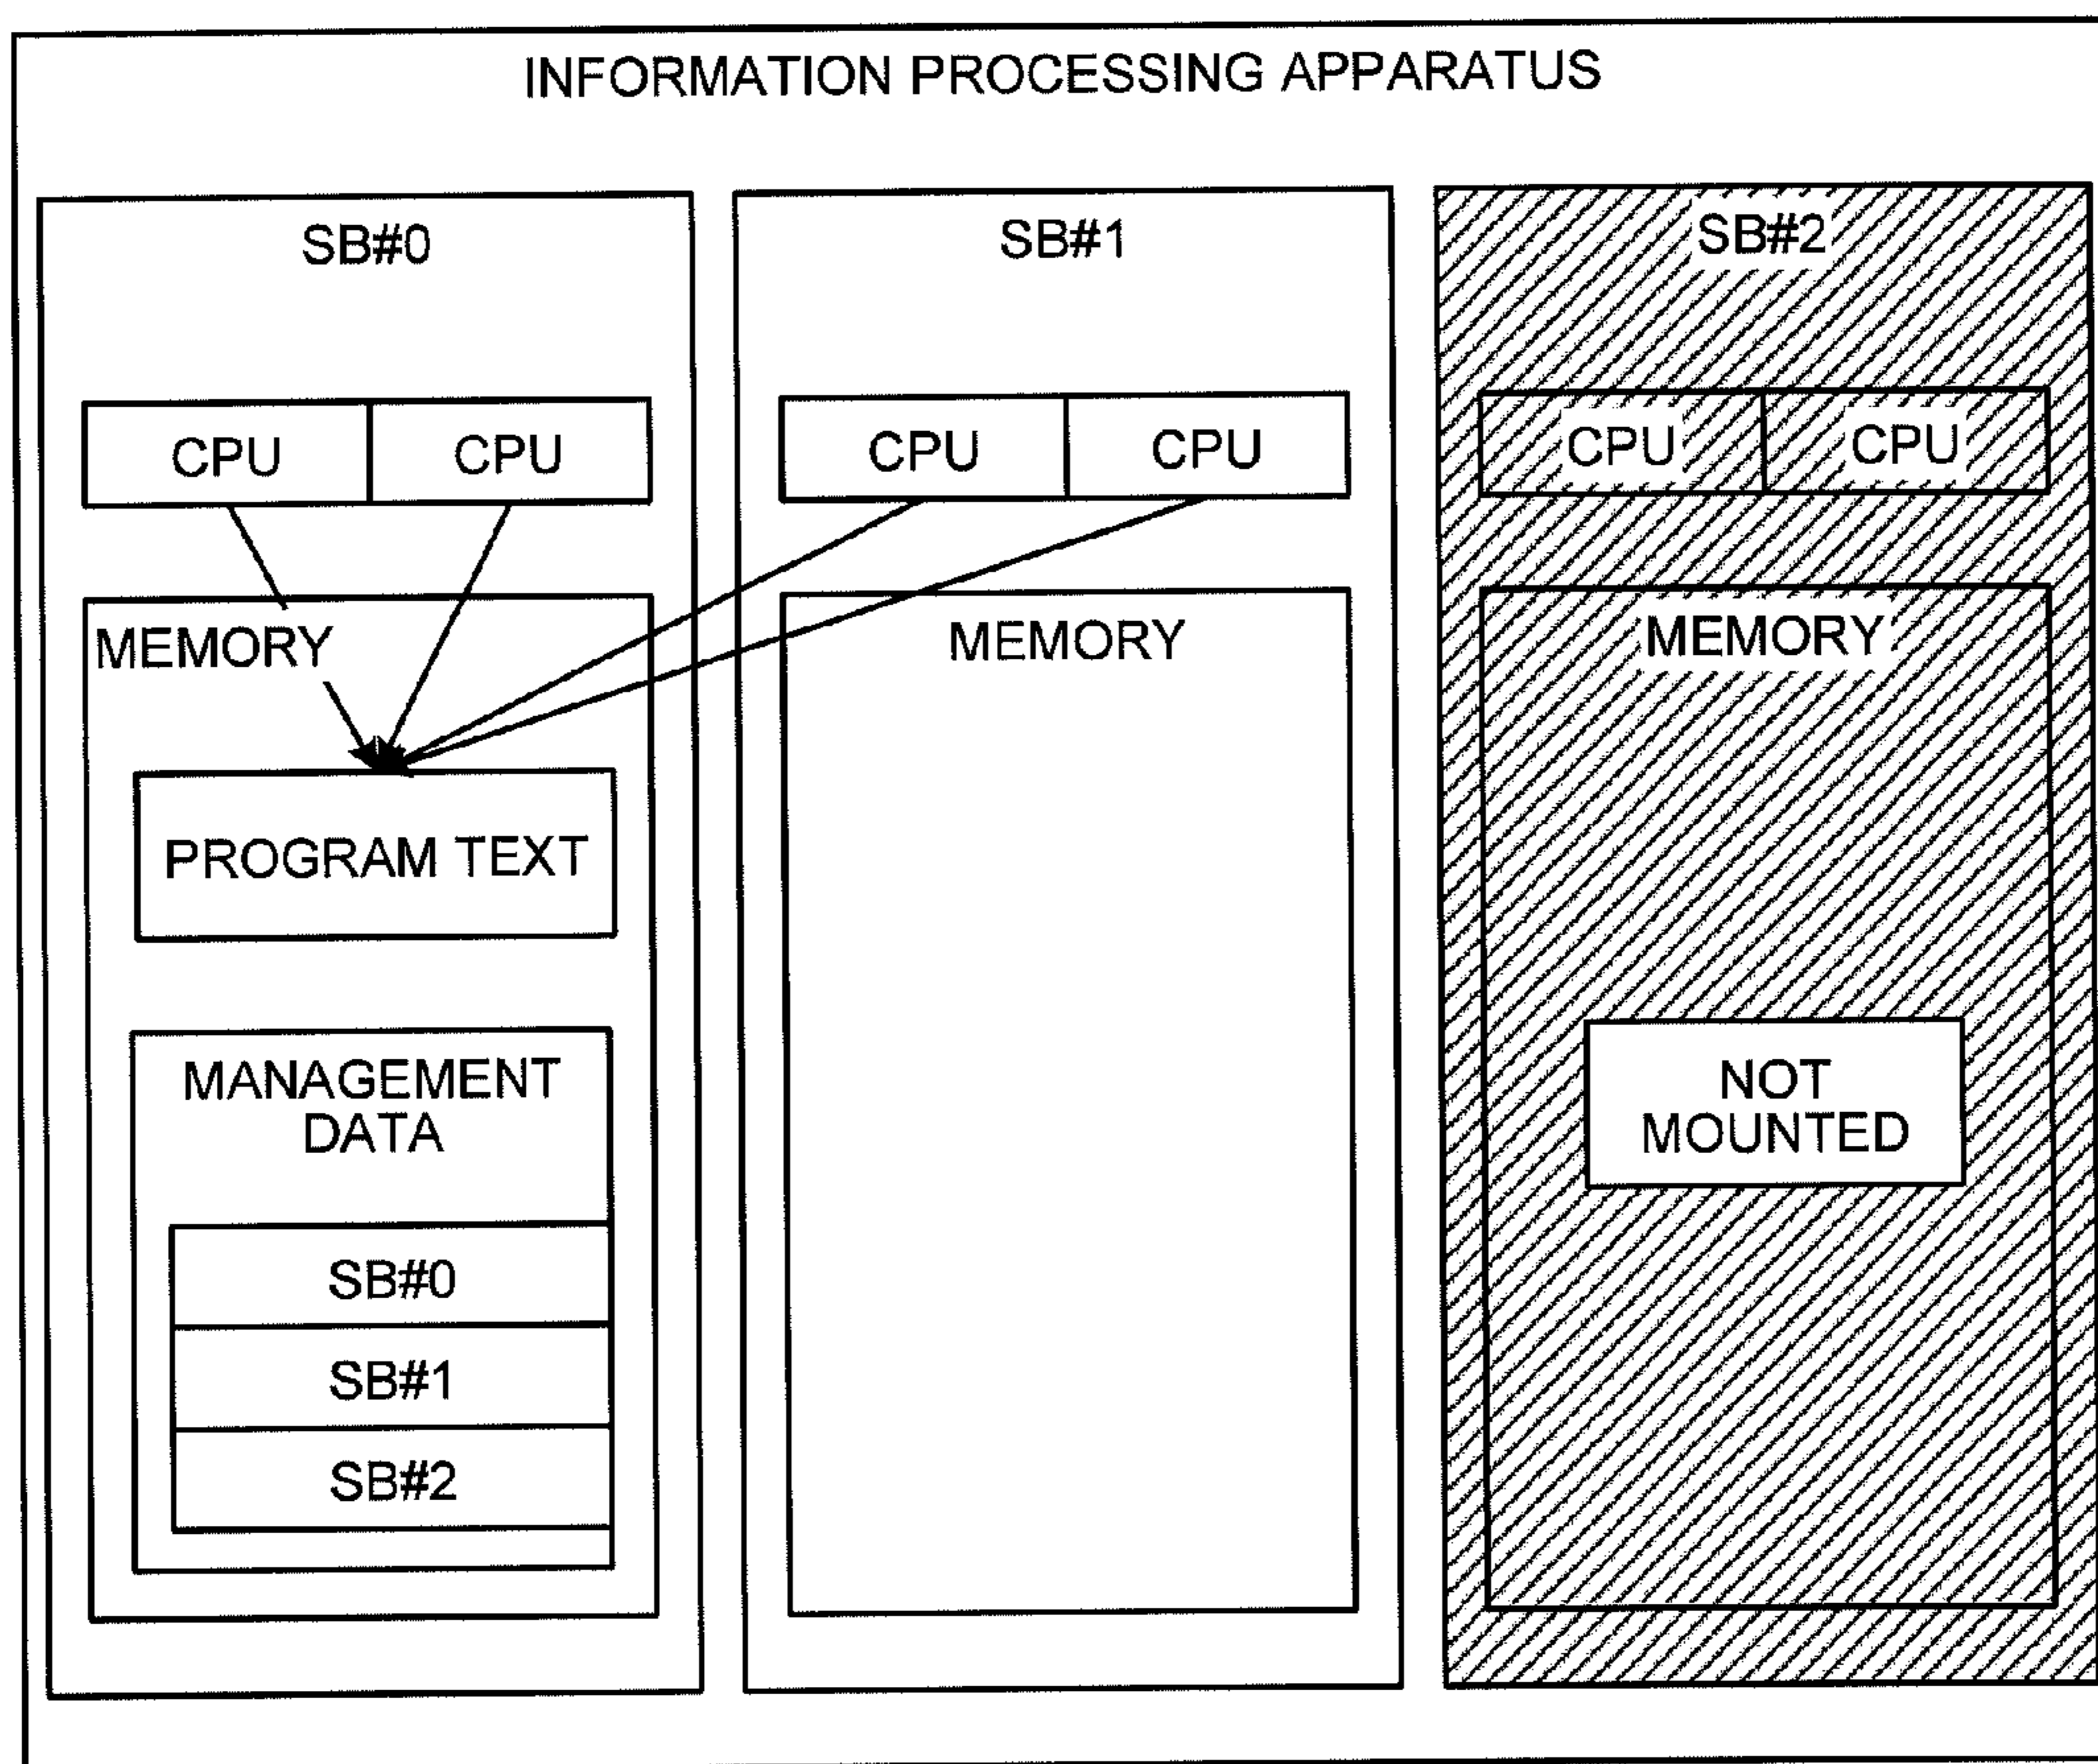 INFORMATION PROCESSING APPARATUS
SB#0
CPU
CPU
MEMORY
PROGRAM TEXT
MANAGEMENT
DATA
SB#0
SB#1
SB#2
SB#1
CPU
CPU
MEMORY
SB#2
CPU
CPU
MEMORY
NOT
MOUNTED